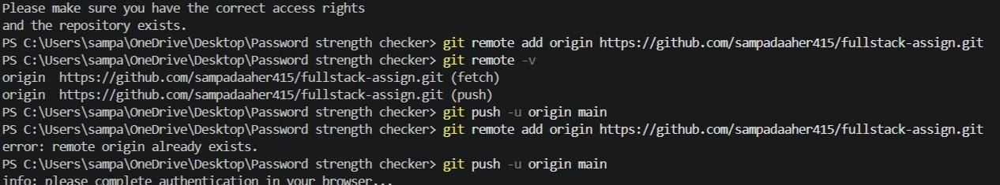 Please make sure you have the correct access rights
and the repository exists.
PS C:\Users\sampa\OneDrive\Desktop\Password strength checker> git remote add origin https://github.com/sampadaaher415/fullstack-assign.git
PS C:\Users\sampa\OneDrive\Desktop\Password strength checker> git remote -v
origin  https://github.com/sampadaaher415/fullstack-assign.git (fetch)
origin  https://github.com/sampadaaher415/fullstack-assign.git (push)
PS C:\Users\sampa\OneDrive\Desktop\Password strength checker> git push -u origin main
PS C:\Users\sampa\OneDrive\Desktop\Password strength checker> git remote add origin https://github.com/sampadaaher415/fullstack-assign.git
error: remote origin already exists.
PS C:\Users\sampa\OneDrive\Desktop\Password strength checker> git push -u origin main
info: please complete authentication in your browser...